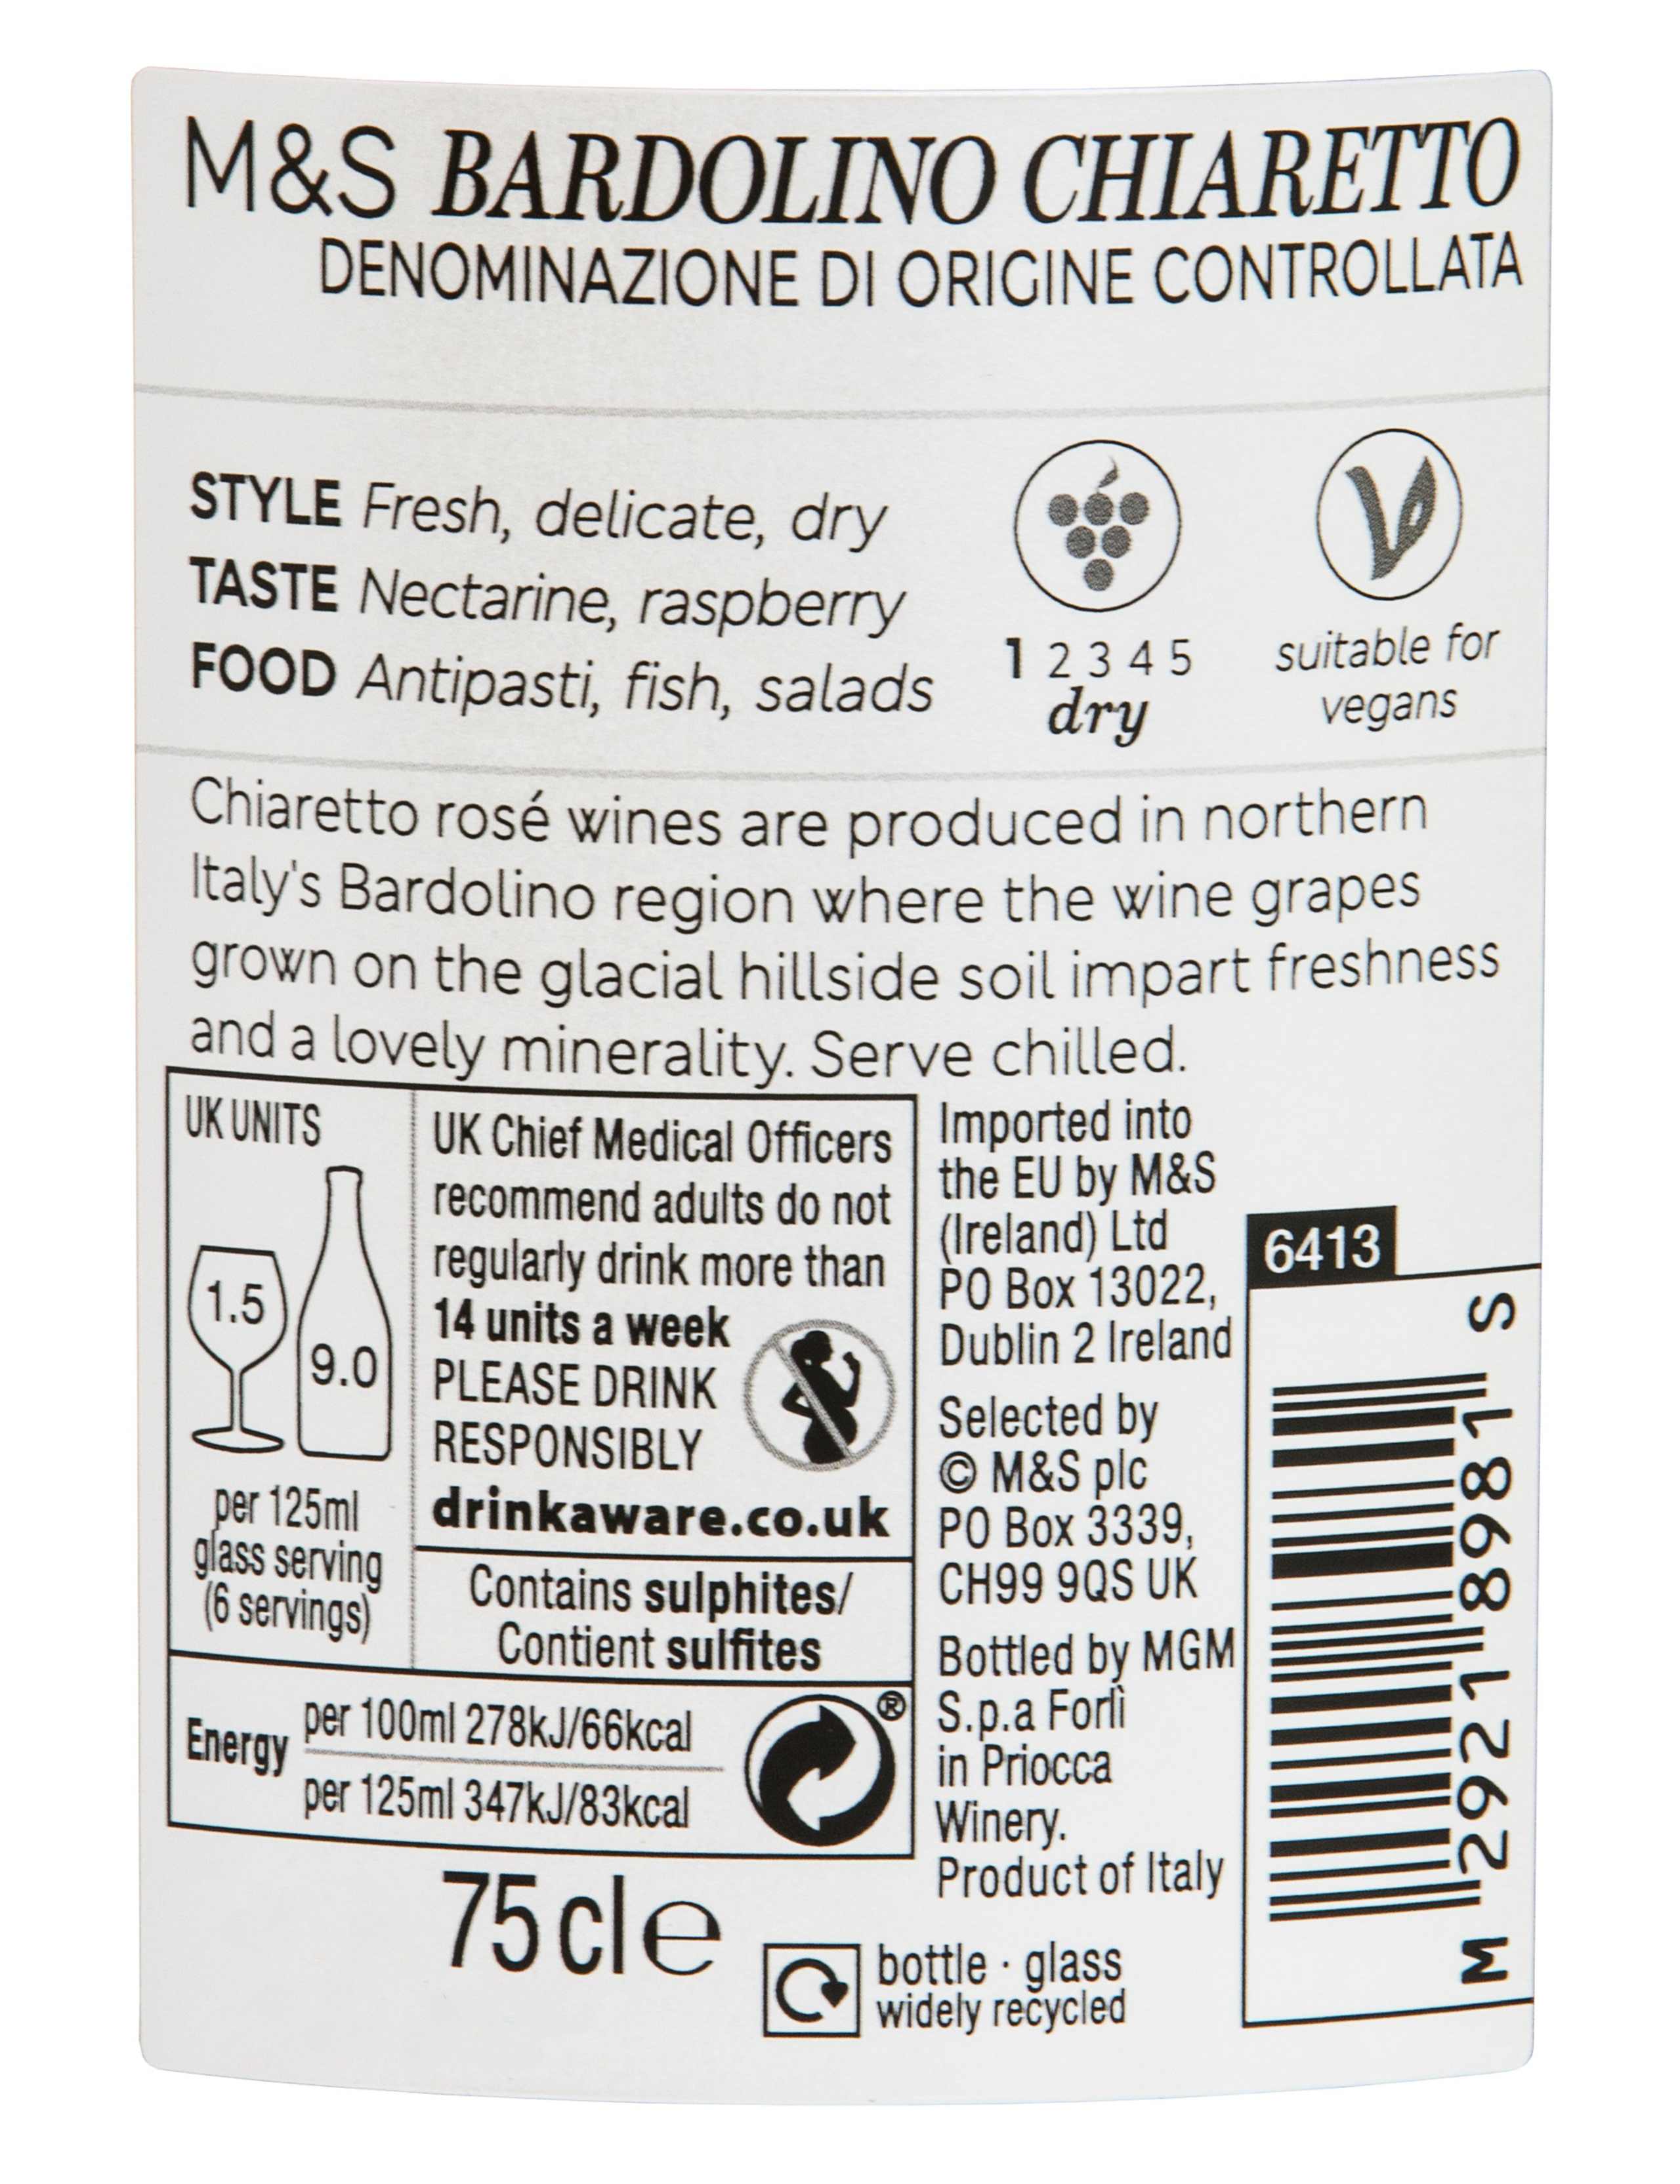 M&S BARDOLINO CHIARETTO
DENOMINAZIONE DI ORIGINE CONTROLLATA
STYLE Fresh, delicate, dry
TASTE Nectarine, raspberry
FOOD Antipasti, fish, salads
1 2 3 4 5
dry
suitable for
vegans
Chiaretto rosé wines are produced in northern
Italy's Bardolino region where the wine grapes
grown on the glacial hillside soil impart freshness
and a lovely minerality. Serve chilled.
UK UNITS
1.5
9.0
per 125ml
glass serving
(6 servings)
UK Chief Medical Officers
recommend adults do not
regularly drink more than
14 units a week
PLEASE DRINK
RESPONSIBLY
drinkaware.co.uk
Contains sulphites/
Contient sulfites
Energy
per 100ml 278kJ/66kcal
per 125ml 347kJ/83kcal
®
75cle
Imported into
the EU by M&S
(Ireland) Ltd
PO Box 13022,
Dublin 2 Ireland
Selected by
© M&S plc
PO Box 3339,
CH99 9QS UK
Bottled by MGM
S.p.a Forlì
in Priocca
Winery.
Product of Italy
bottle · glass
widely recycled
6413
M 29218981 S